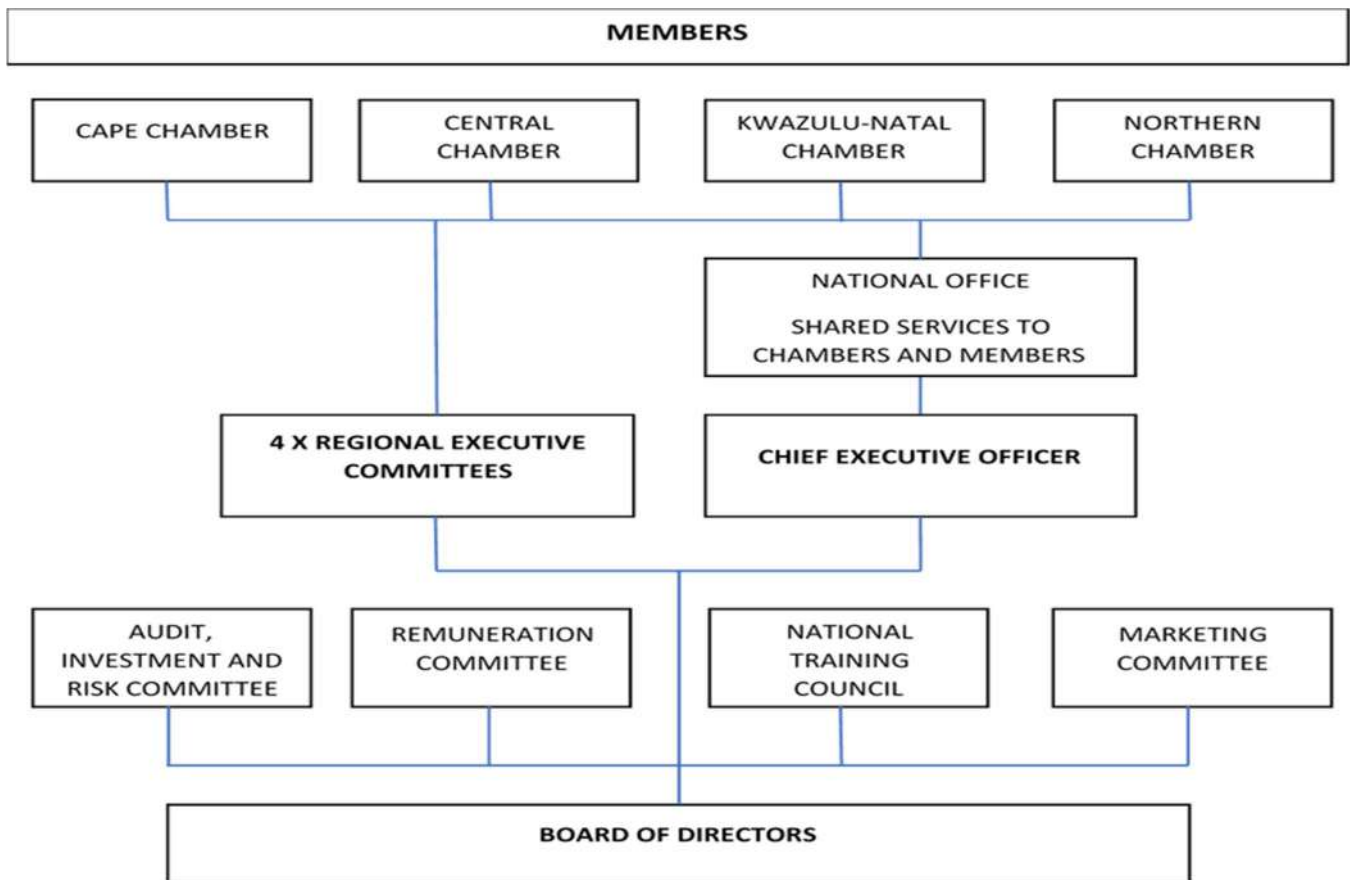 MEMBERS
CAPE CHAMBER
CENTRAL
CHAMBER
KWAZULU-NATAL
CHAMBER
NORTHERN
CHAMBER
NATIONAL OFFICE
SHARED SERVICES TO
CHAMBERS AND MEMBERS
4 X REGIONAL EXECUTIVE
COMMITTEES
CHIEF EXECUTIVE OFFICER
AUDIT,
INVESTMENT AND
RISK COMMITTEE
REMUNERATION
COMMITTEE
NATIONAL
TRAINING
COUNCIL
MARKETING
COMMITTEE
BOARD OF DIRECTORS